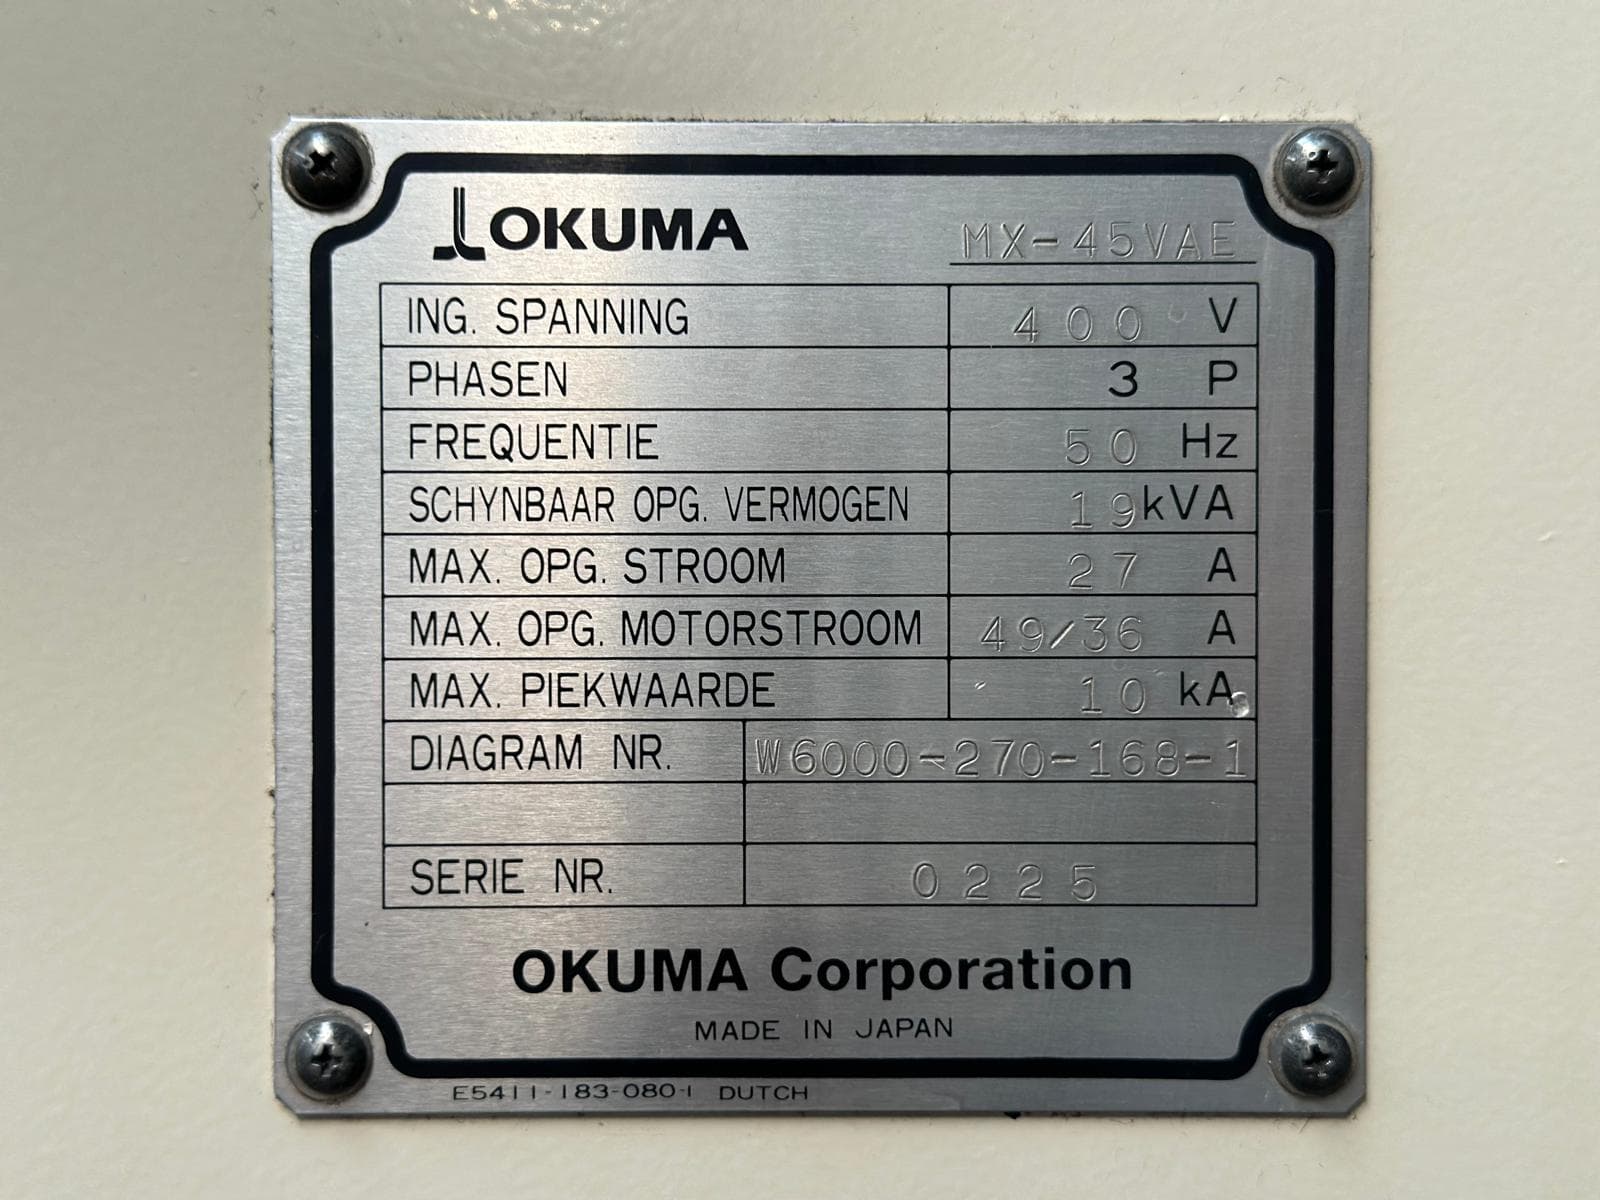 OKUMA MX-45VAE
ING. SPANNING 400 V
PHASEN 3 P
FREQUENTIE 50 Hz
SCHYNBAAR OPG. VERMOGEN 19 kVA
MAX. OPG. STROOM 27 A
MAX. OPG. MOTORSTROOM 49/36 A
MAX. PIEKWAARDE 10 kA
DIAGRAM NR. W6000-270-168-1
SERIE NR. 0225
OKUMA Corporation
MADE IN JAPAN
E5411-183-080-1 DUTCH